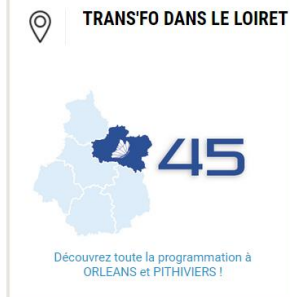 TRANS'FO DANS LE LOIRET
45
Découvrez toute la programmation à
ORLEANS et PITHIVIERS !